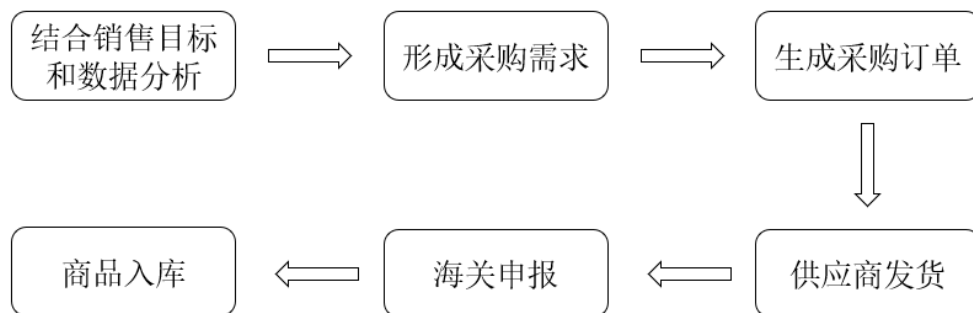 结合销售目标
和数据分析
形成采购需求
生成采购订单
供应商发货
海关申报
商品入库